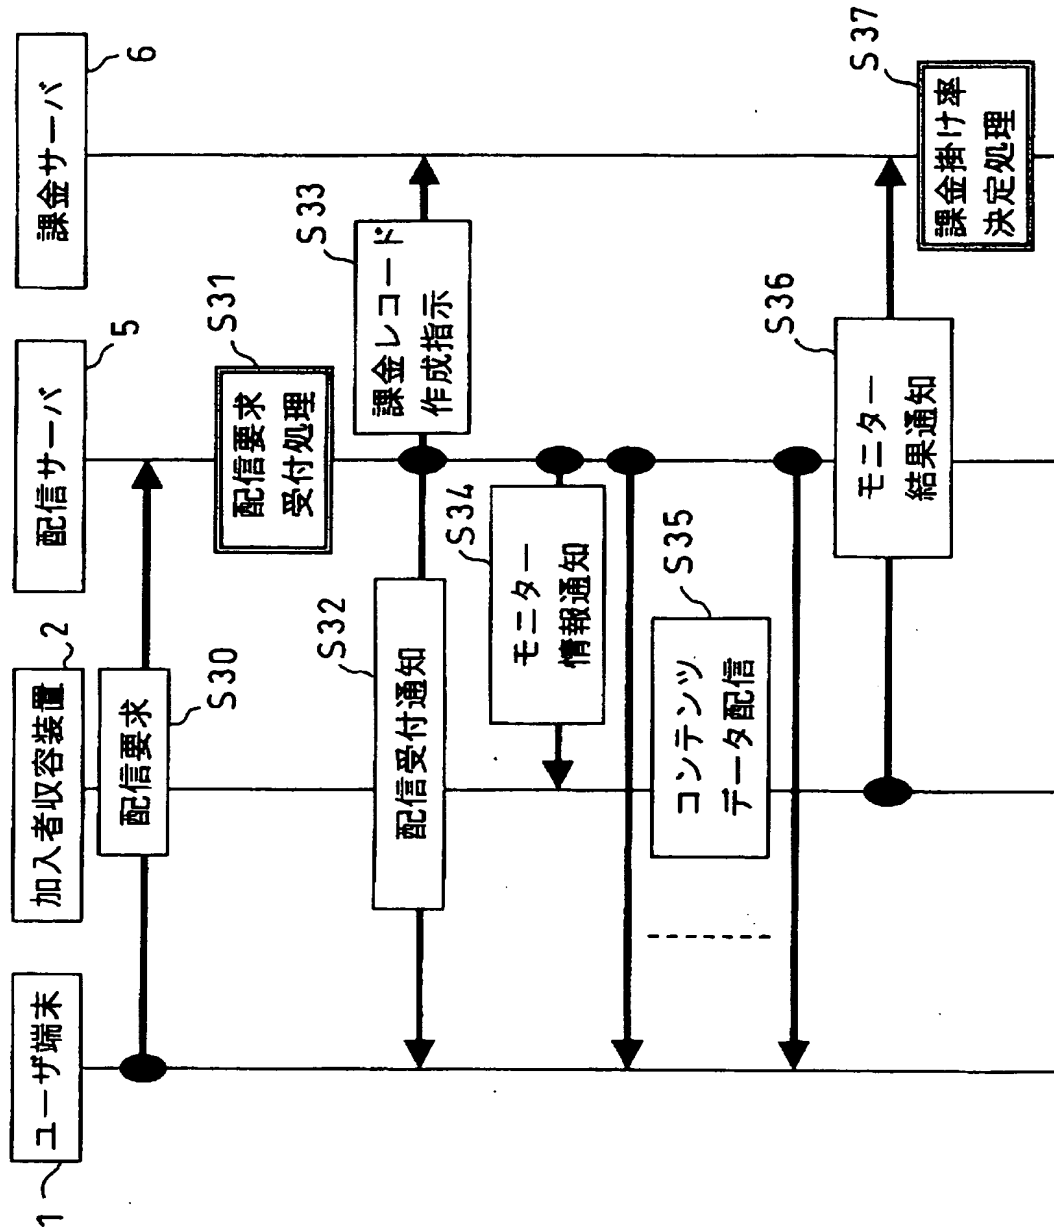 1
ユーザ端末
加入者収容装置
2
配信サーバ
5
課金サーバ
6
配信要求
S30
配信要求
受付処理
S31
配信受付通知
S32
課金レコード
作成指示
S33
モニター
情報通知
S34
コンテンツ
データ配信
S35
モニター
結果通知
S36
課金掛け率
決定処理
S37